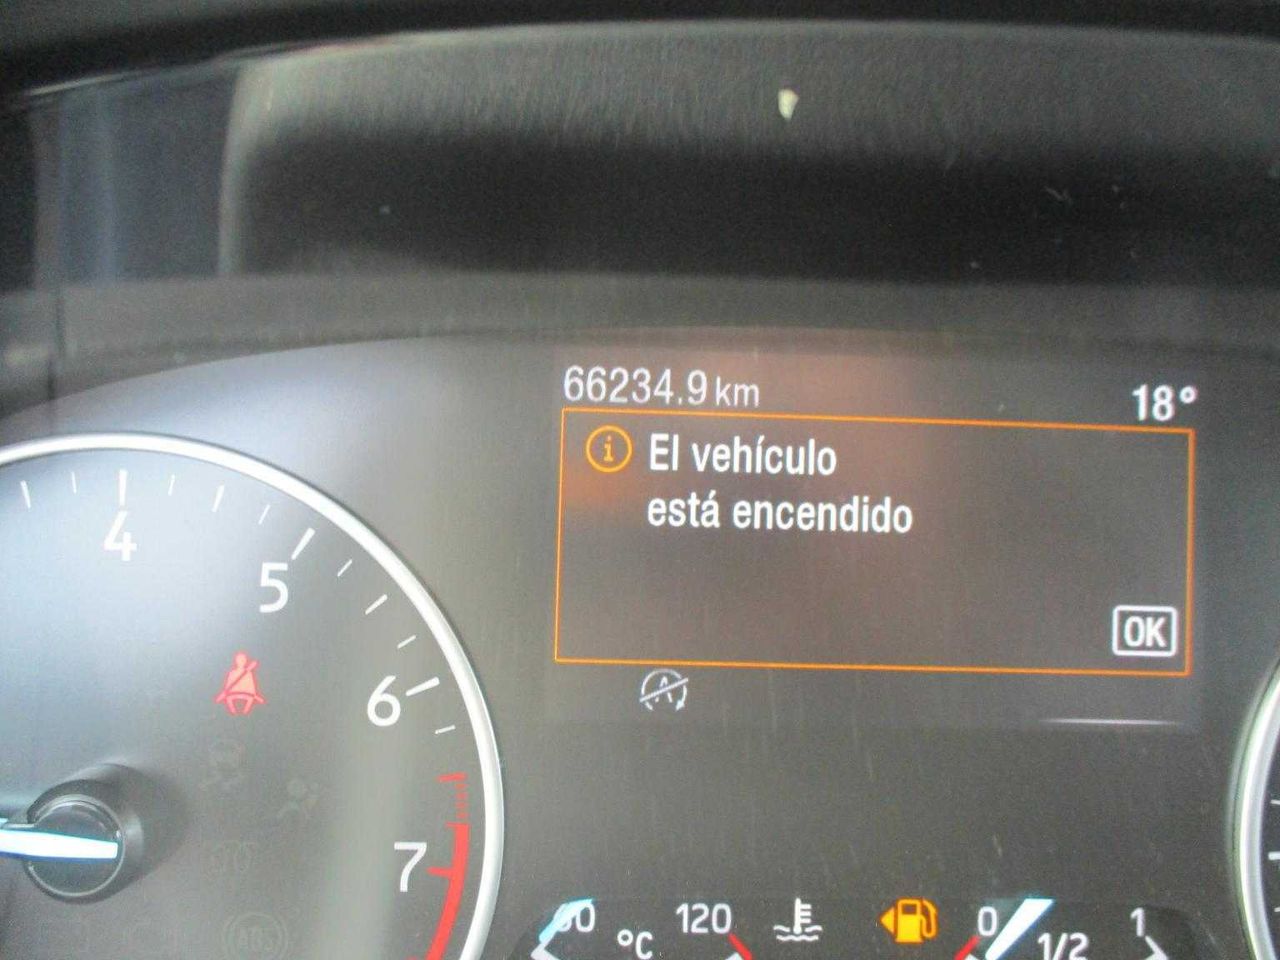 66234.9 km
18°
El vehículo
está encendido
OK
4
5
6
7
°C
120
0
1/2
1